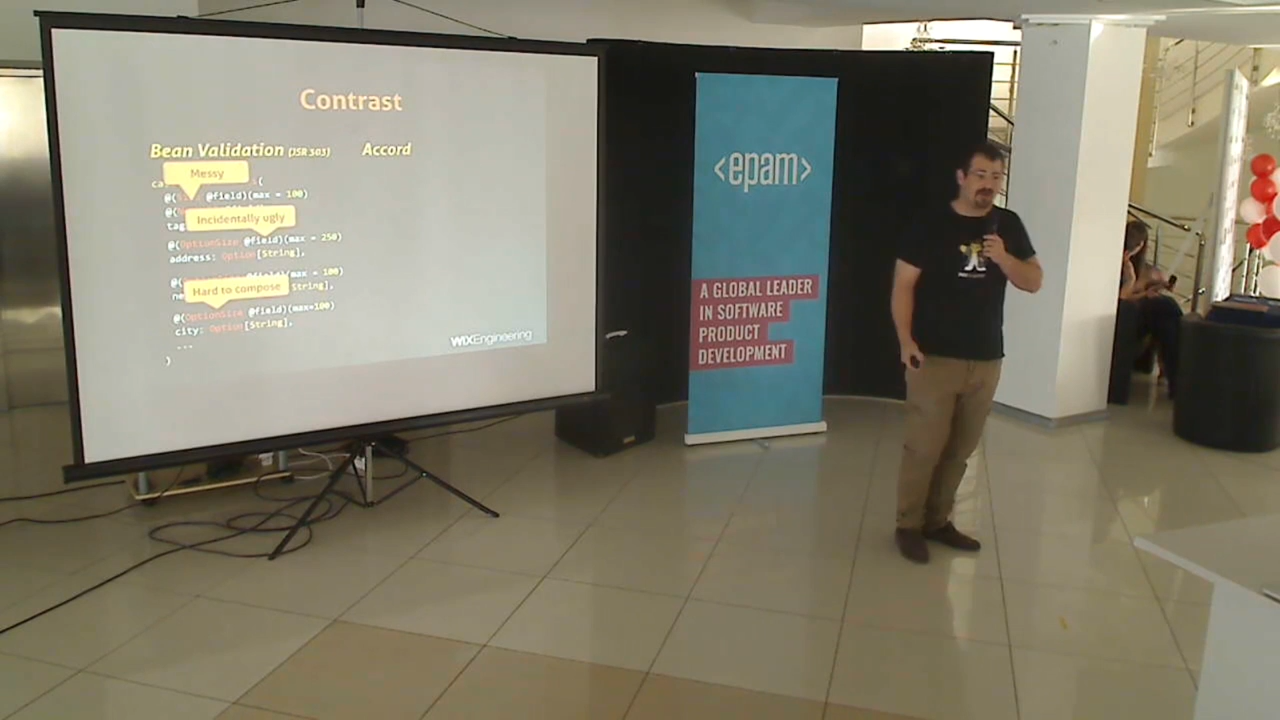 Contrast
Bean Validation (JSR 303) Accord
Messy
@( @field)(max = 100)
Incidentally ugly
@(OptionSize @field)(max = 250)
address: Option[String],
(max = 100)
Hard to compose
String],
@(OptionSize @field)(max=100)
city: Option[String],
...
)
WIXEngineering
<epam>
A GLOBAL LEADER
IN SOFTWARE
PRODUCT
DEVELOPMENT